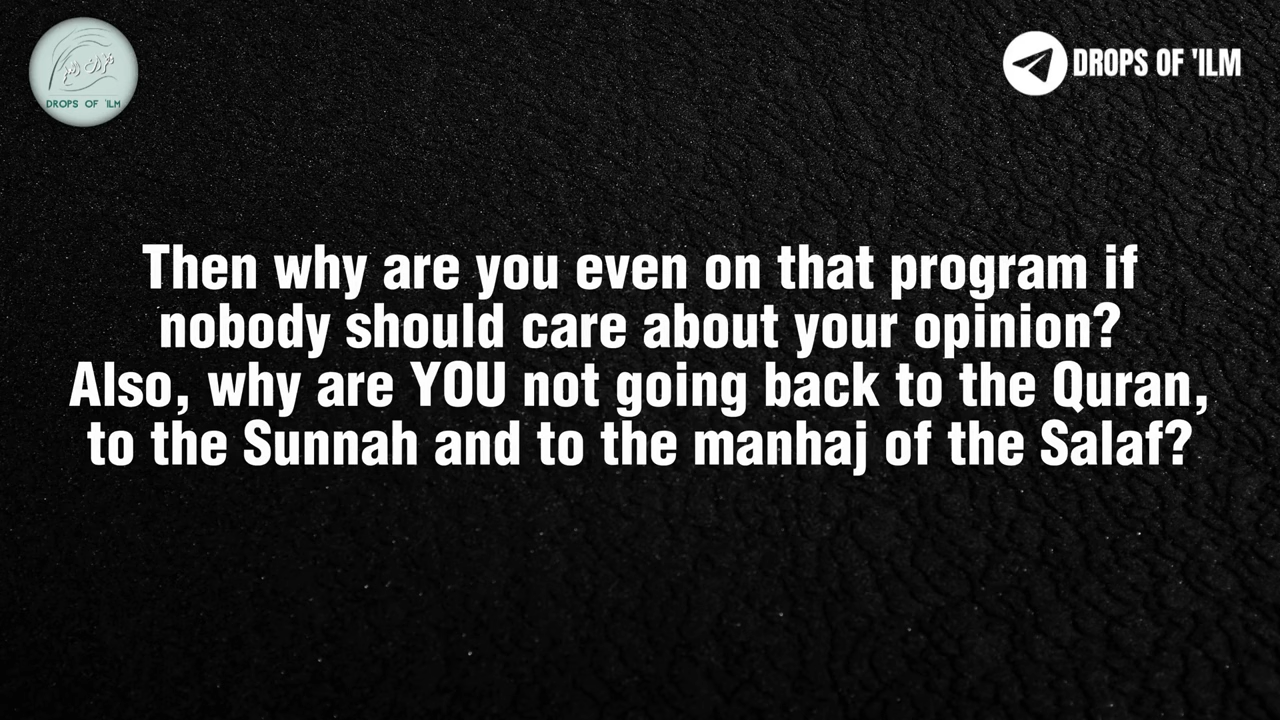 DROPS OF 'ILM
DROPS OF 'ILM
Then why are you even on that program if
nobody should care about your opinion?
Also, why are YOU not going back to the Quran,
to the Sunnah and to the manhaj of the Salaf?